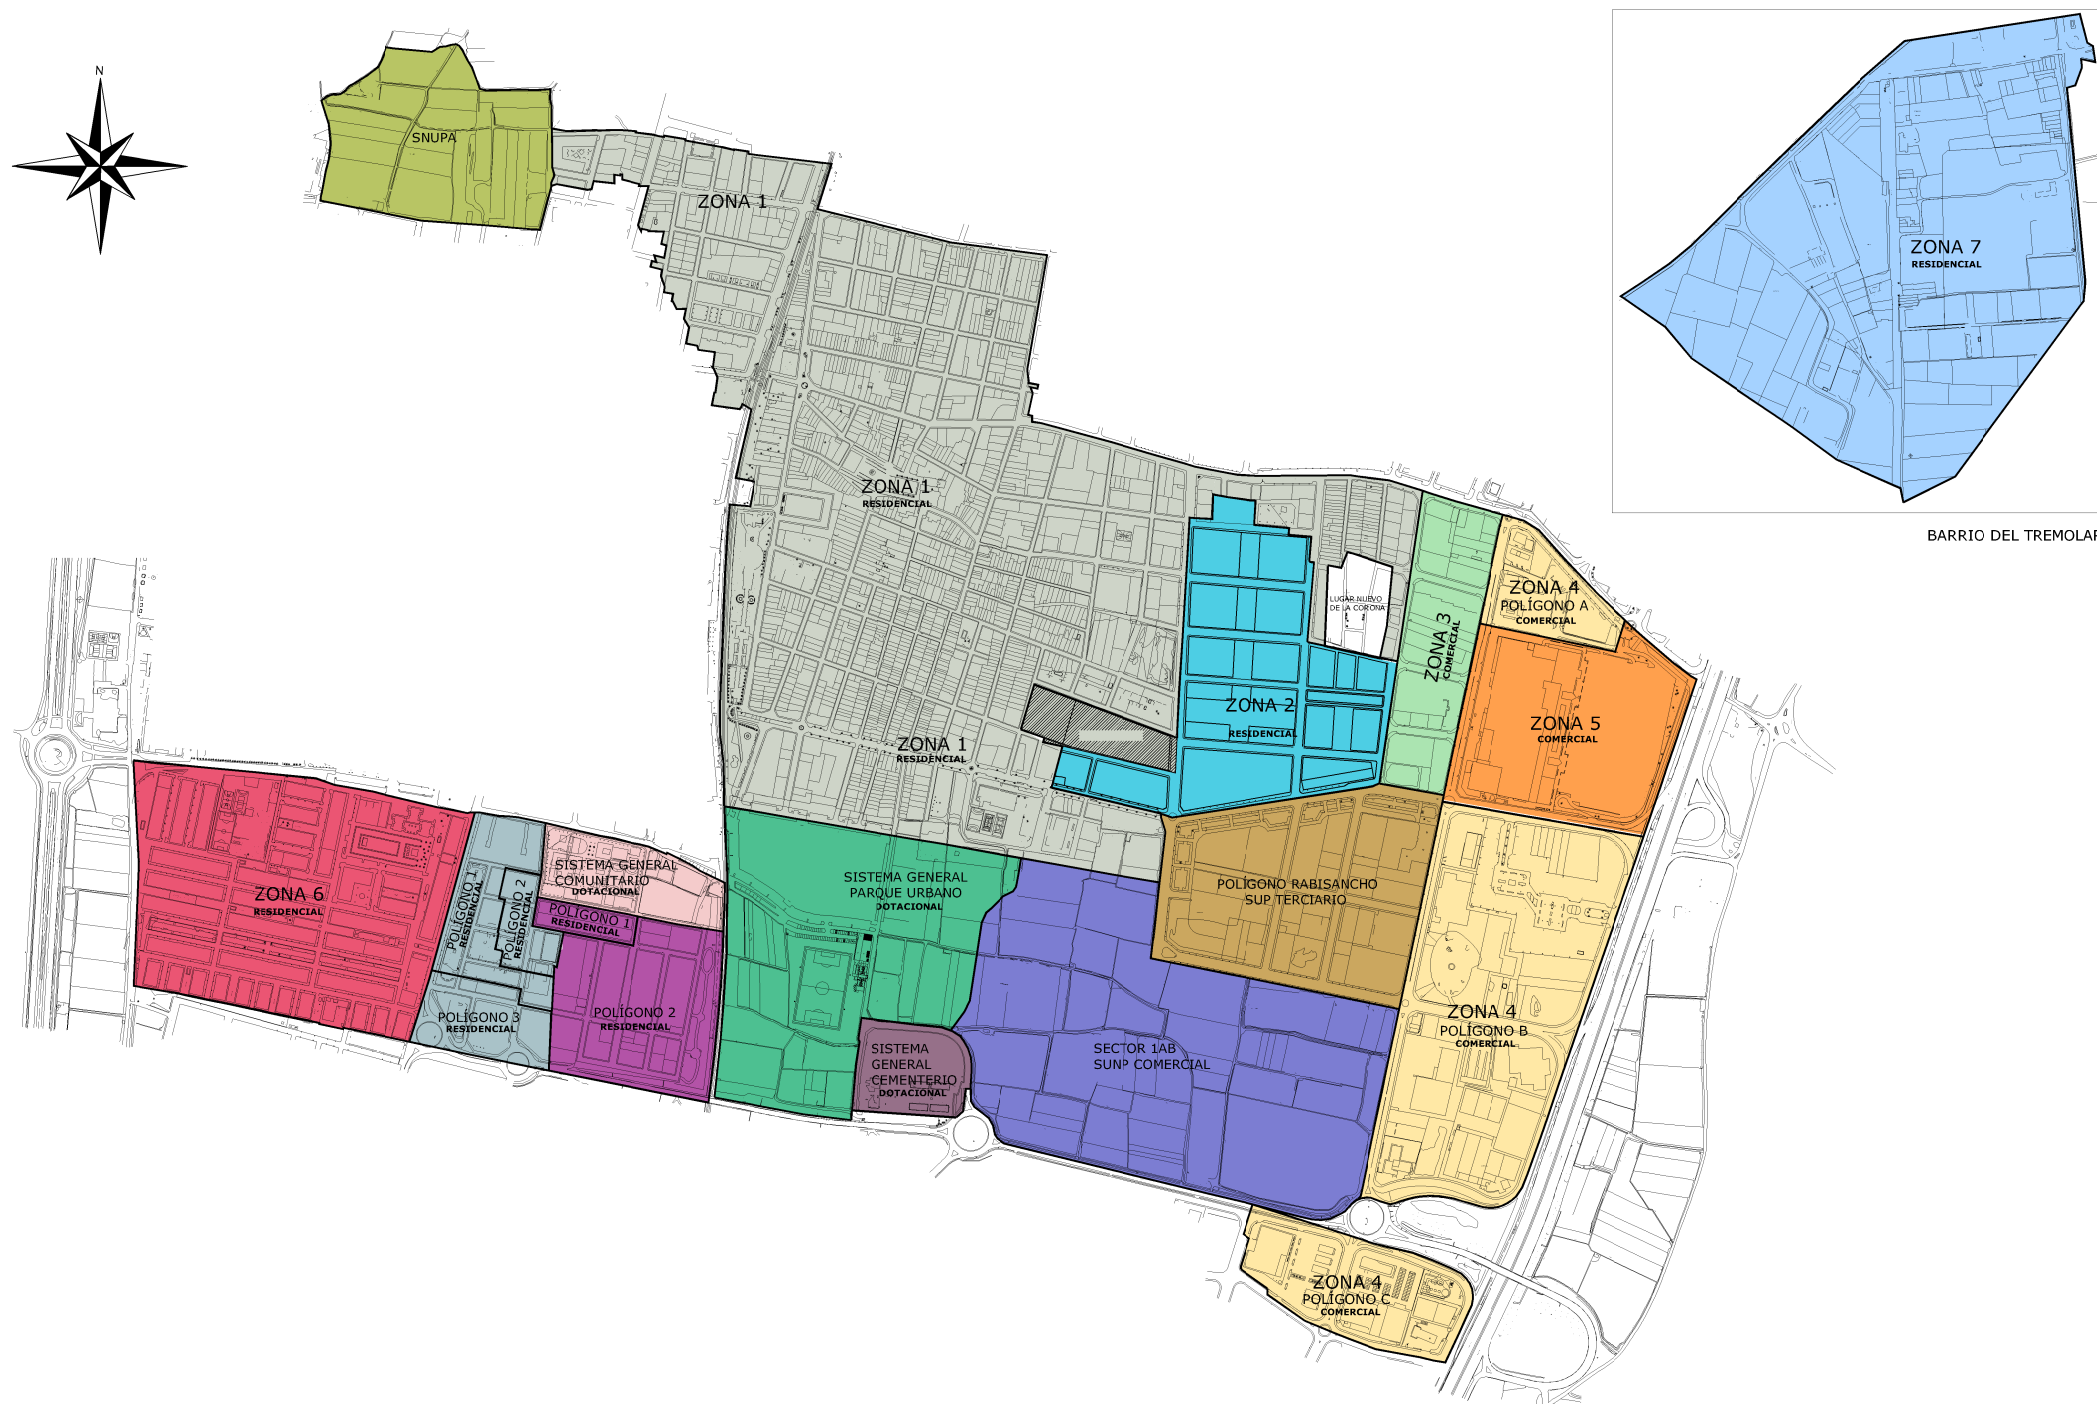 N
SNUPA
ZONA 1
ZONA 7
RESIDENCIAL
BARRIO DEL TREMOLAR
ZONA 1
RESIDENCIAL
LUGAR NUEVO
DE LA CORONA
ZONA 3
COMERCIAL
ZONA 4
POLÍGONO A
COMERCIAL
ZONA 2
RESIDENCIAL
ZONA 5
COMERCIAL
ZONA 1
RESIDENCIAL
ZONA 6
RESIDENCIAL
POLÍGONO 1
RESIDENCIAL
POLÍGONO 2
RESIDENCIAL
SISTEMA GENERAL
COMUNITARIO
DOTACIONAL
POLÍGONO 1
RESIDENCIAL
SISTEMA GENERAL
PARQUE URBANO
DOTACIONAL
POLÍGONO RABISANCHO
SUP TERCIARIO
POLÍGONO 3
RESIDENCIAL
POLÍGONO 2
RESIDENCIAL
SISTEMA
GENERAL
CEMENTERIO
DOTACIONAL
SECTOR 1AB
SUNP COMERCIAL
ZONA 4
POLÍGONO B
COMERCIAL
ZONA 4
POLÍGONO C
COMERCIAL